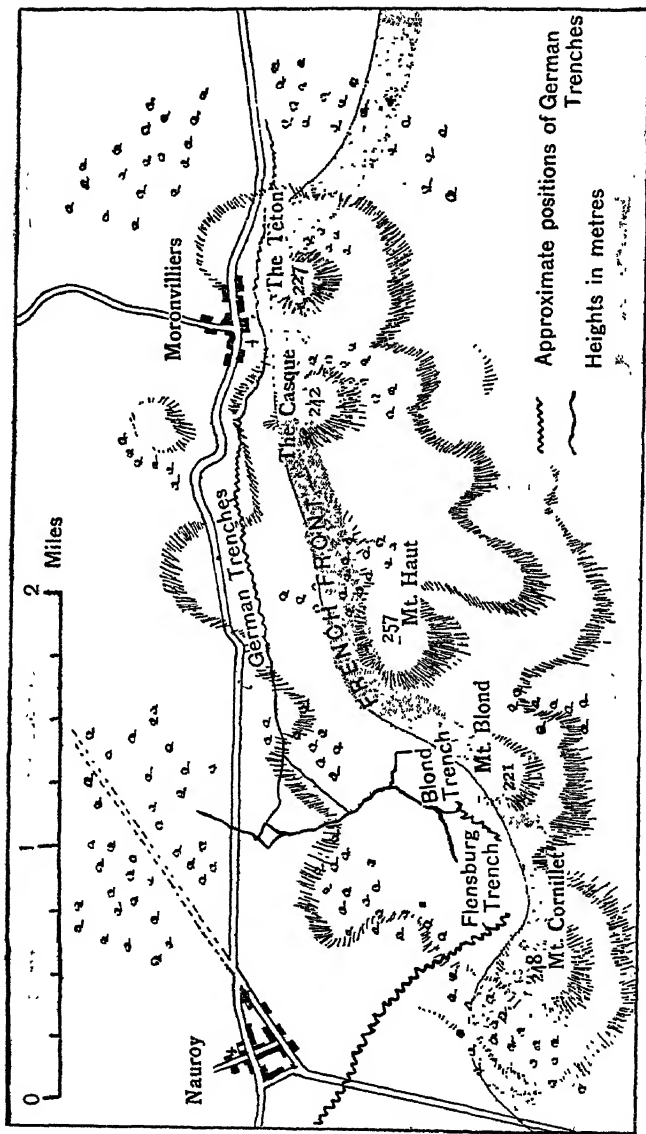 0
1
2
Miles
Nauroy
Moronvilliers
German Trenches
The Téton
227
The Casque
242
FRENCH FRONT
257
Mt. Haut
Blond
Trench
Mt. Blond
221
Flensburg
Trench
248
Mt. Cornillet
Approximate positions of German
Trenches
Heights in metres